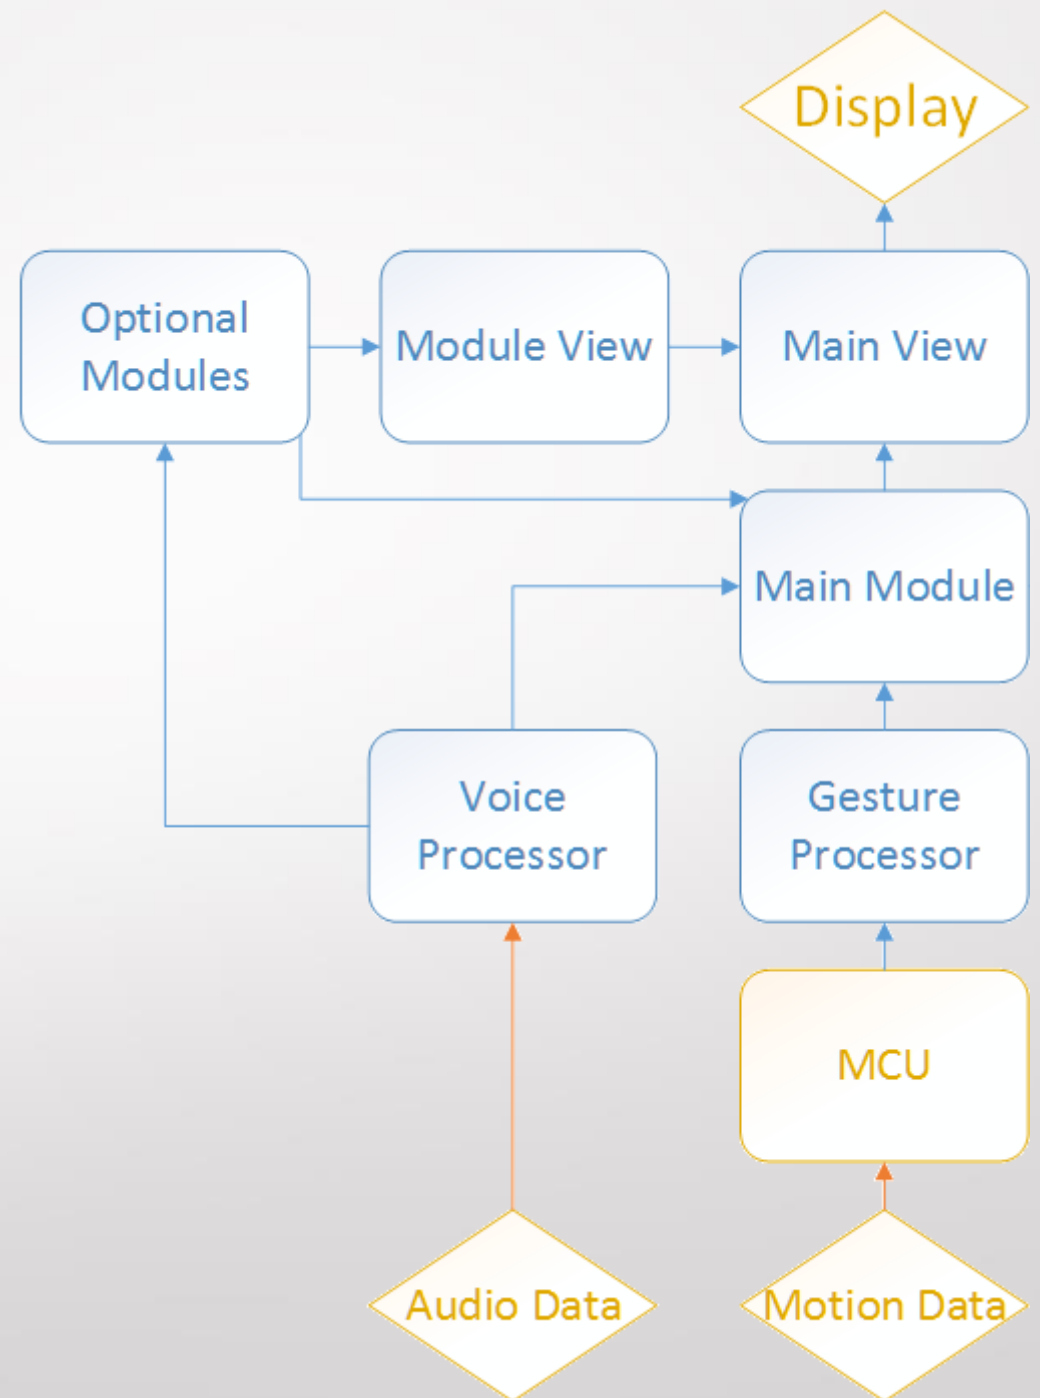 Display
Optional
Modules
Module View
Main View
Main Module
Voice
Processor
Gesture
Processor
MCU
Audio Data
Motion Data